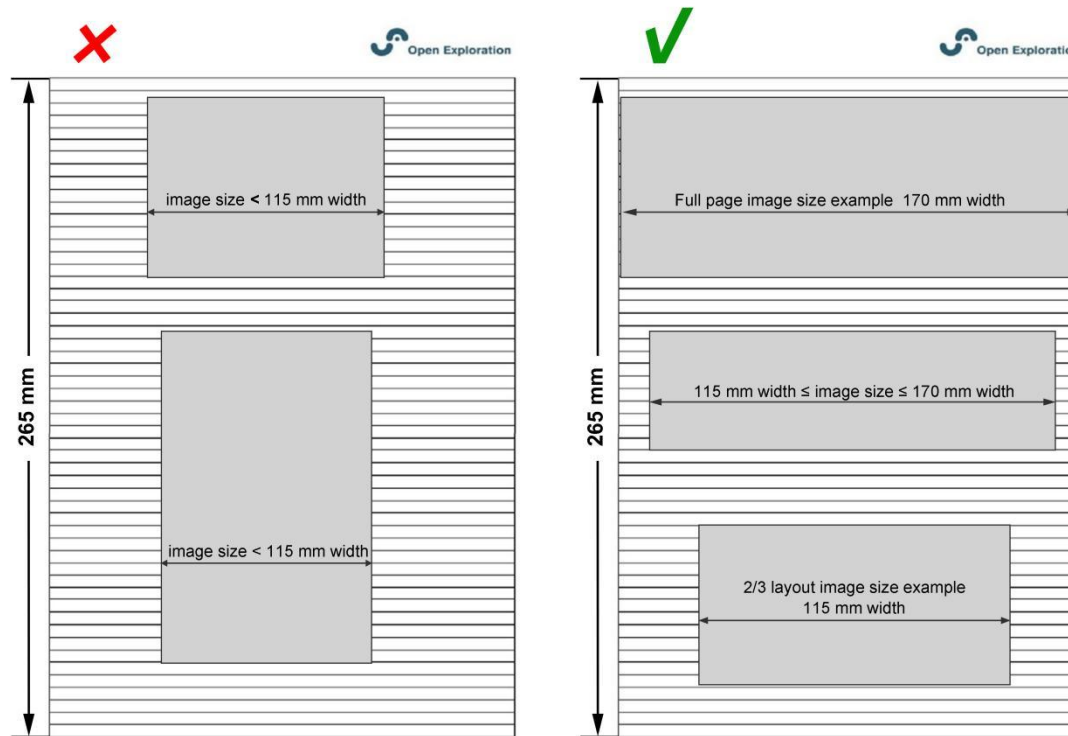 Open Exploration
265 mm
image size < 115 mm width
image size < 115 mm width
Open Exploratio
265 mm
Full page image size example 170 mm width
115 mm width ≤ image size ≤ 170 mm width
2/3 layout image size example
115 mm width